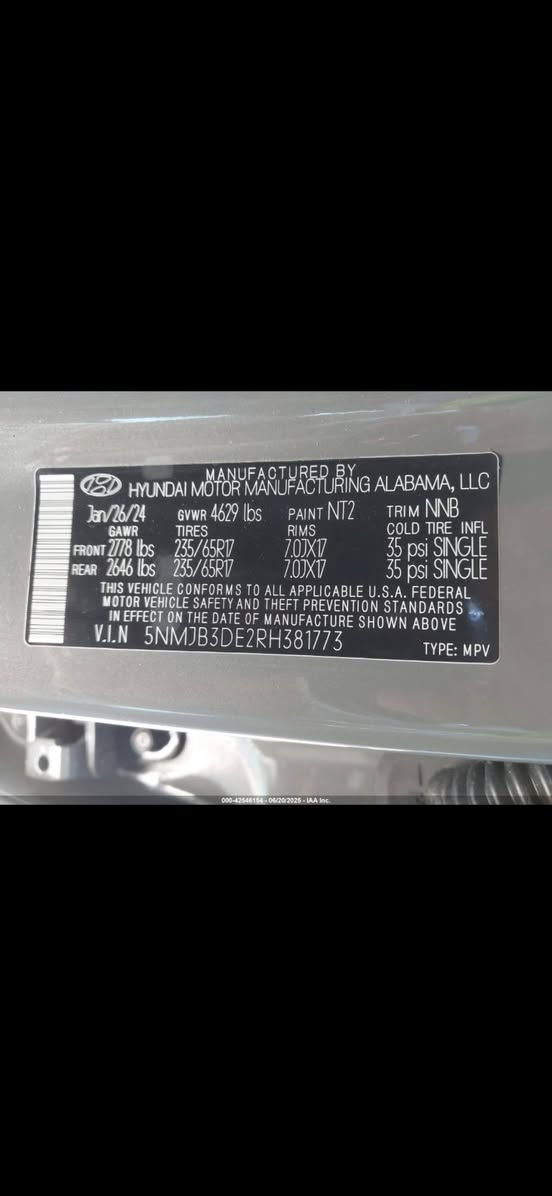 MANUFACTURED BY
HYUNDAI MOTOR MANUFACTURING ALABAMA, LLC
Jan/26/24 GVWR 4629 lbs PAINT NT2 TRIM NNB
GAWR TIRES RIMS COLD TIRE INFL
FRONT 2778 lbs 235/65R17 7.0JX17 35 psi SINGLE
REAR 2646 lbs 235/65R17 7.0JX17 35 psi SINGLE
THIS VEHICLE CONFORMS TO ALL APPLICABLE U.S.A. FEDERAL
MOTOR VEHICLE SAFETY AND THEFT PREVENTION STANDARDS
IN EFFECT ON THE DATE OF MANUFACTURE SHOWN ABOVE
V.I.N 5NMJB3DE2RH381773 TYPE: MPV
000-42546154 - 06/20/2025 - IAA Inc.